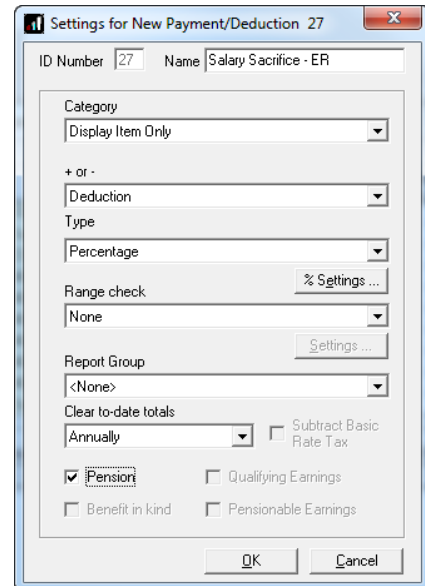 Settings for New Payment/Deduction 27
ID Number 27 Name Salary Sacrifice - ER
Category
Display Item Only
+ or -
Deduction
Type
Percentage
% Settings ...
Range check
None
Settings ...
Report Group
<None>
Clear to-date totals
Annually
Subtract Basic
Rate Tax
Pension Qualifying Earnings
Benefit in kind Pensionable Earnings
OK Cancel